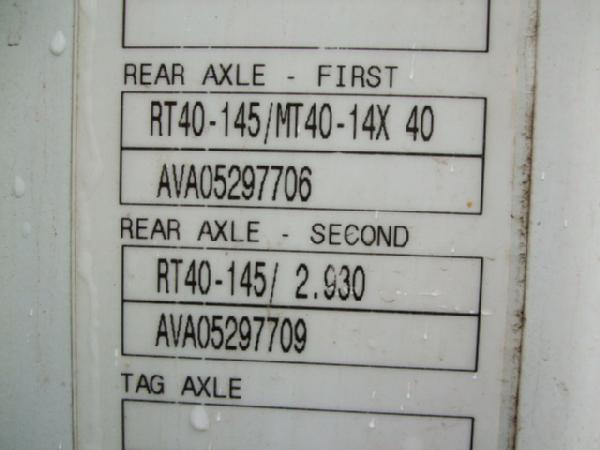 REAR AXLE - FIRST
RT40-145/MT40-14X 40
AVA05297706
REAR AXLE - SECOND
RT40-145/ 2.930
AVA05297709
TAG AXLE